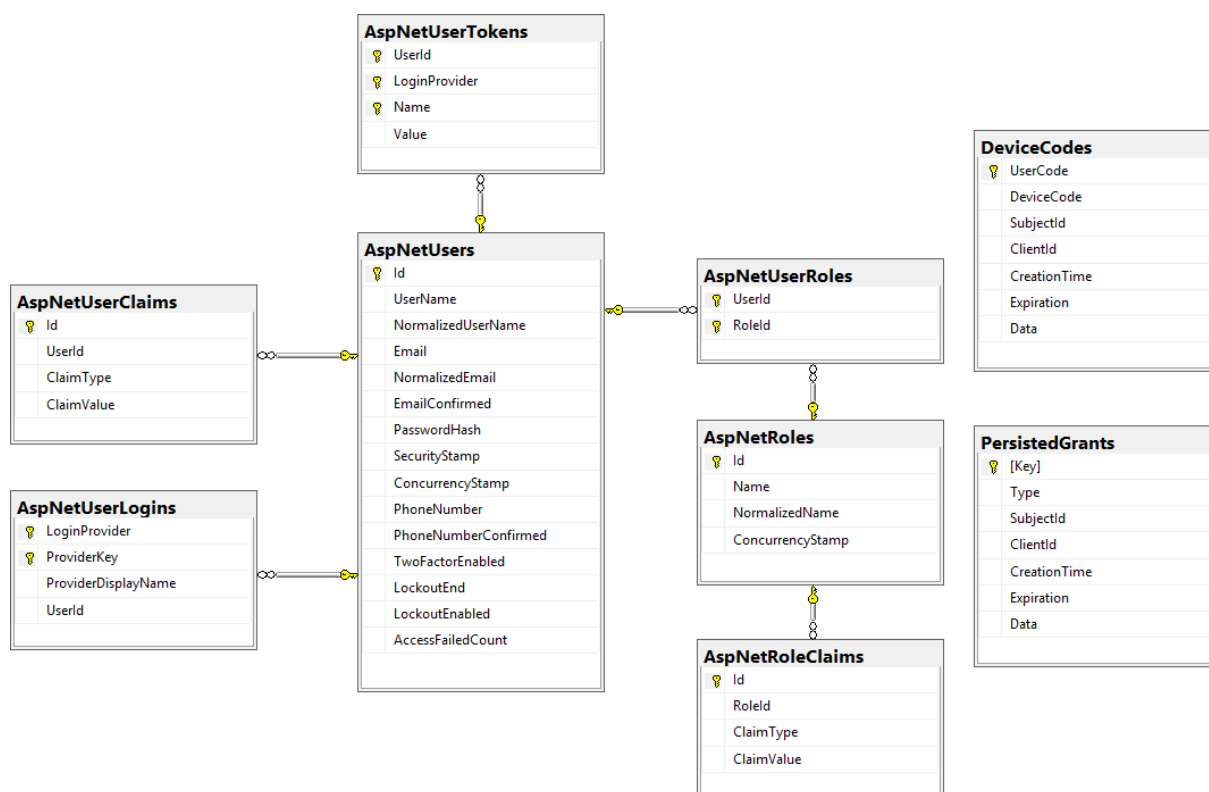 AspNetUserTokens
UserId
LoginProvider
Name
Value
AspNetUsers
Id
UserName
NormalizedUserName
Email
NormalizedEmail
EmailConfirmed
PasswordHash
SecurityStamp
ConcurrencyStamp
PhoneNumber
PhoneNumberConfirmed
TwoFactorEnabled
LockoutEnd
LockoutEnabled
AccessFailedCount
AspNetUserClaims
Id
UserId
ClaimType
ClaimValue
AspNetUserLogins
LoginProvider
ProviderKey
ProviderDisplayName
UserId
AspNetUserRoles
UserId
RoleId
AspNetRoles
Id
Name
NormalizedName
ConcurrencyStamp
AspNetRoleClaims
Id
RoleId
ClaimType
ClaimValue
DeviceCodes
UserCode
DeviceCode
SubjectId
ClientId
CreationTime
Expiration
Data
PersistedGrants
[Key]
Type
SubjectId
ClientId
CreationTime
Expiration
Data